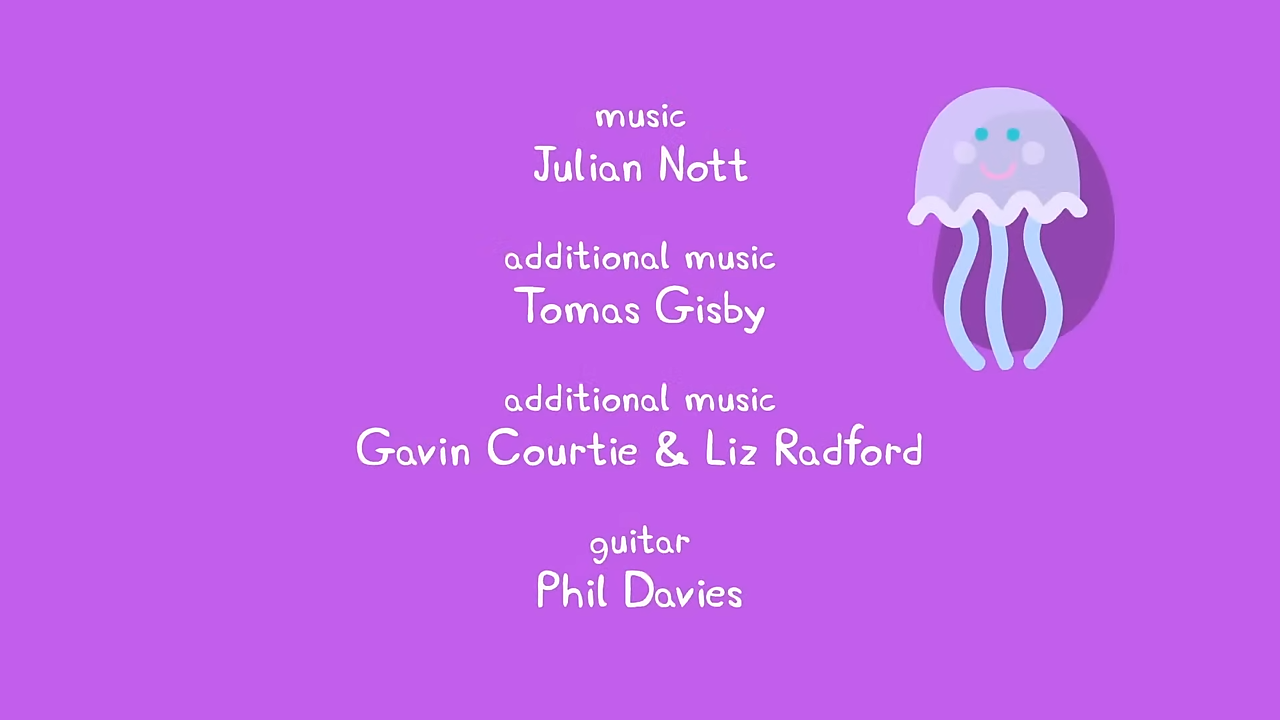 music
Julian Nott
additional music
Tomas Gisby
additional music
Gavin Courtie & Liz Radford
guitar
Phil Davies